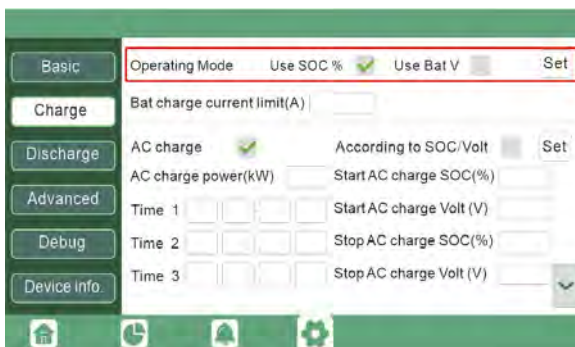 Basic
Charge
Discharge
Advanced
Debug
Device info.
Operating Mode Use SOC % Use Bat V Set
Bat charge current limit(A)
AC charge According to SOC/Volt Set
AC charge power(kW) Start AC charge SOC(%)
Time 1 Start AC charge Volt (V)
Time 2 Stop AC charge SOC(%)
Time 3 Stop AC charge Volt (V)